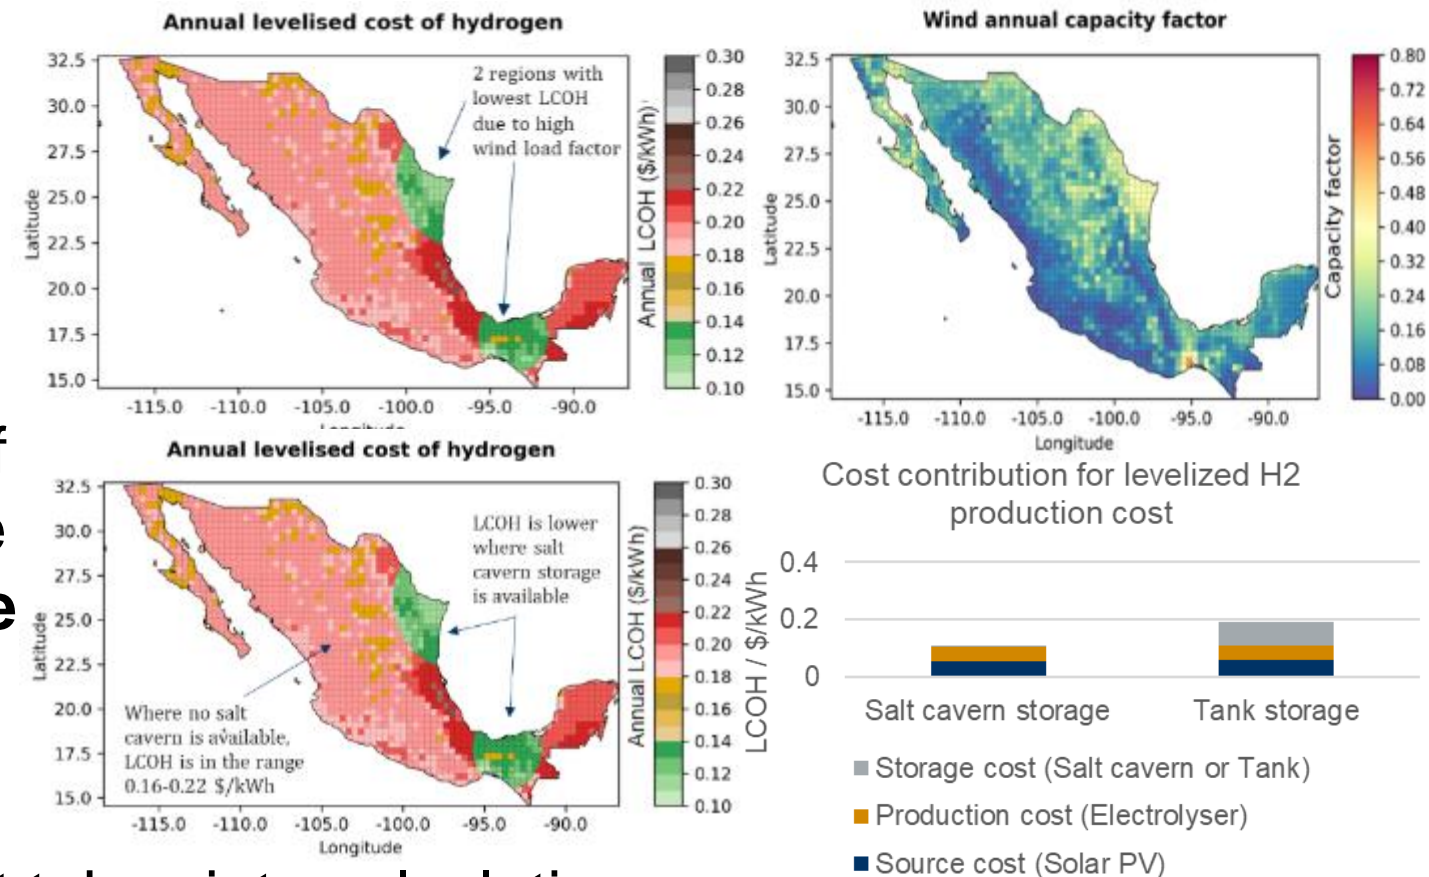 Annual levelised cost of hydrogen
32.5
30.0
27.5
25.0
22.5
20.0
17.5
15.0
Latitude
-115.0 -110.0 -105.0 -100.0 -95.0 -90.0
2 regions with
lowest LCOH
due to high
wind load factor
0.30
0.28
0.26
0.24
0.22
0.20
0.18
0.16
0.14
0.12
0.10
Annual LCOH ($/kWh)
Wind annual capacity factor
32.5
30.0
27.5
25.0
22.5
20.0
17.5
15.0
Latitude
-115.0 -110.0 -105.0 -100.0 -95.0 -90.0
Longitude
0.80
0.72
0.64
0.56
0.48
0.40
0.32
0.24
0.16
0.08
0.00
Capacity factor
f
e
e
Annual levelised cost of hydrogen
32.5
30.0
27.5
25.0
22.5
20.0
17.5
15.0
Latitude
-115.0 -110.0 -105.0 -100.0 -95.0 -90.0
Longitude
LCOH is lower
where salt
cavern storage
is available
Where no salt
cavern is available,
LCOH is in the range
0.16-0.22 $/kWh
0.30
0.28
0.26
0.24
0.22
0.20
0.18
0.16
0.14
0.12
0.10
Annual LCOH ($/kWh)
Cost contribution for levelized H2
production cost
LCOH / $/kWh
0.4
0.2
0
Salt cavern storage Tank storage
Storage cost (Salt cavern or Tank)
Production cost (Electrolyser)
Source cost (Solar PV)